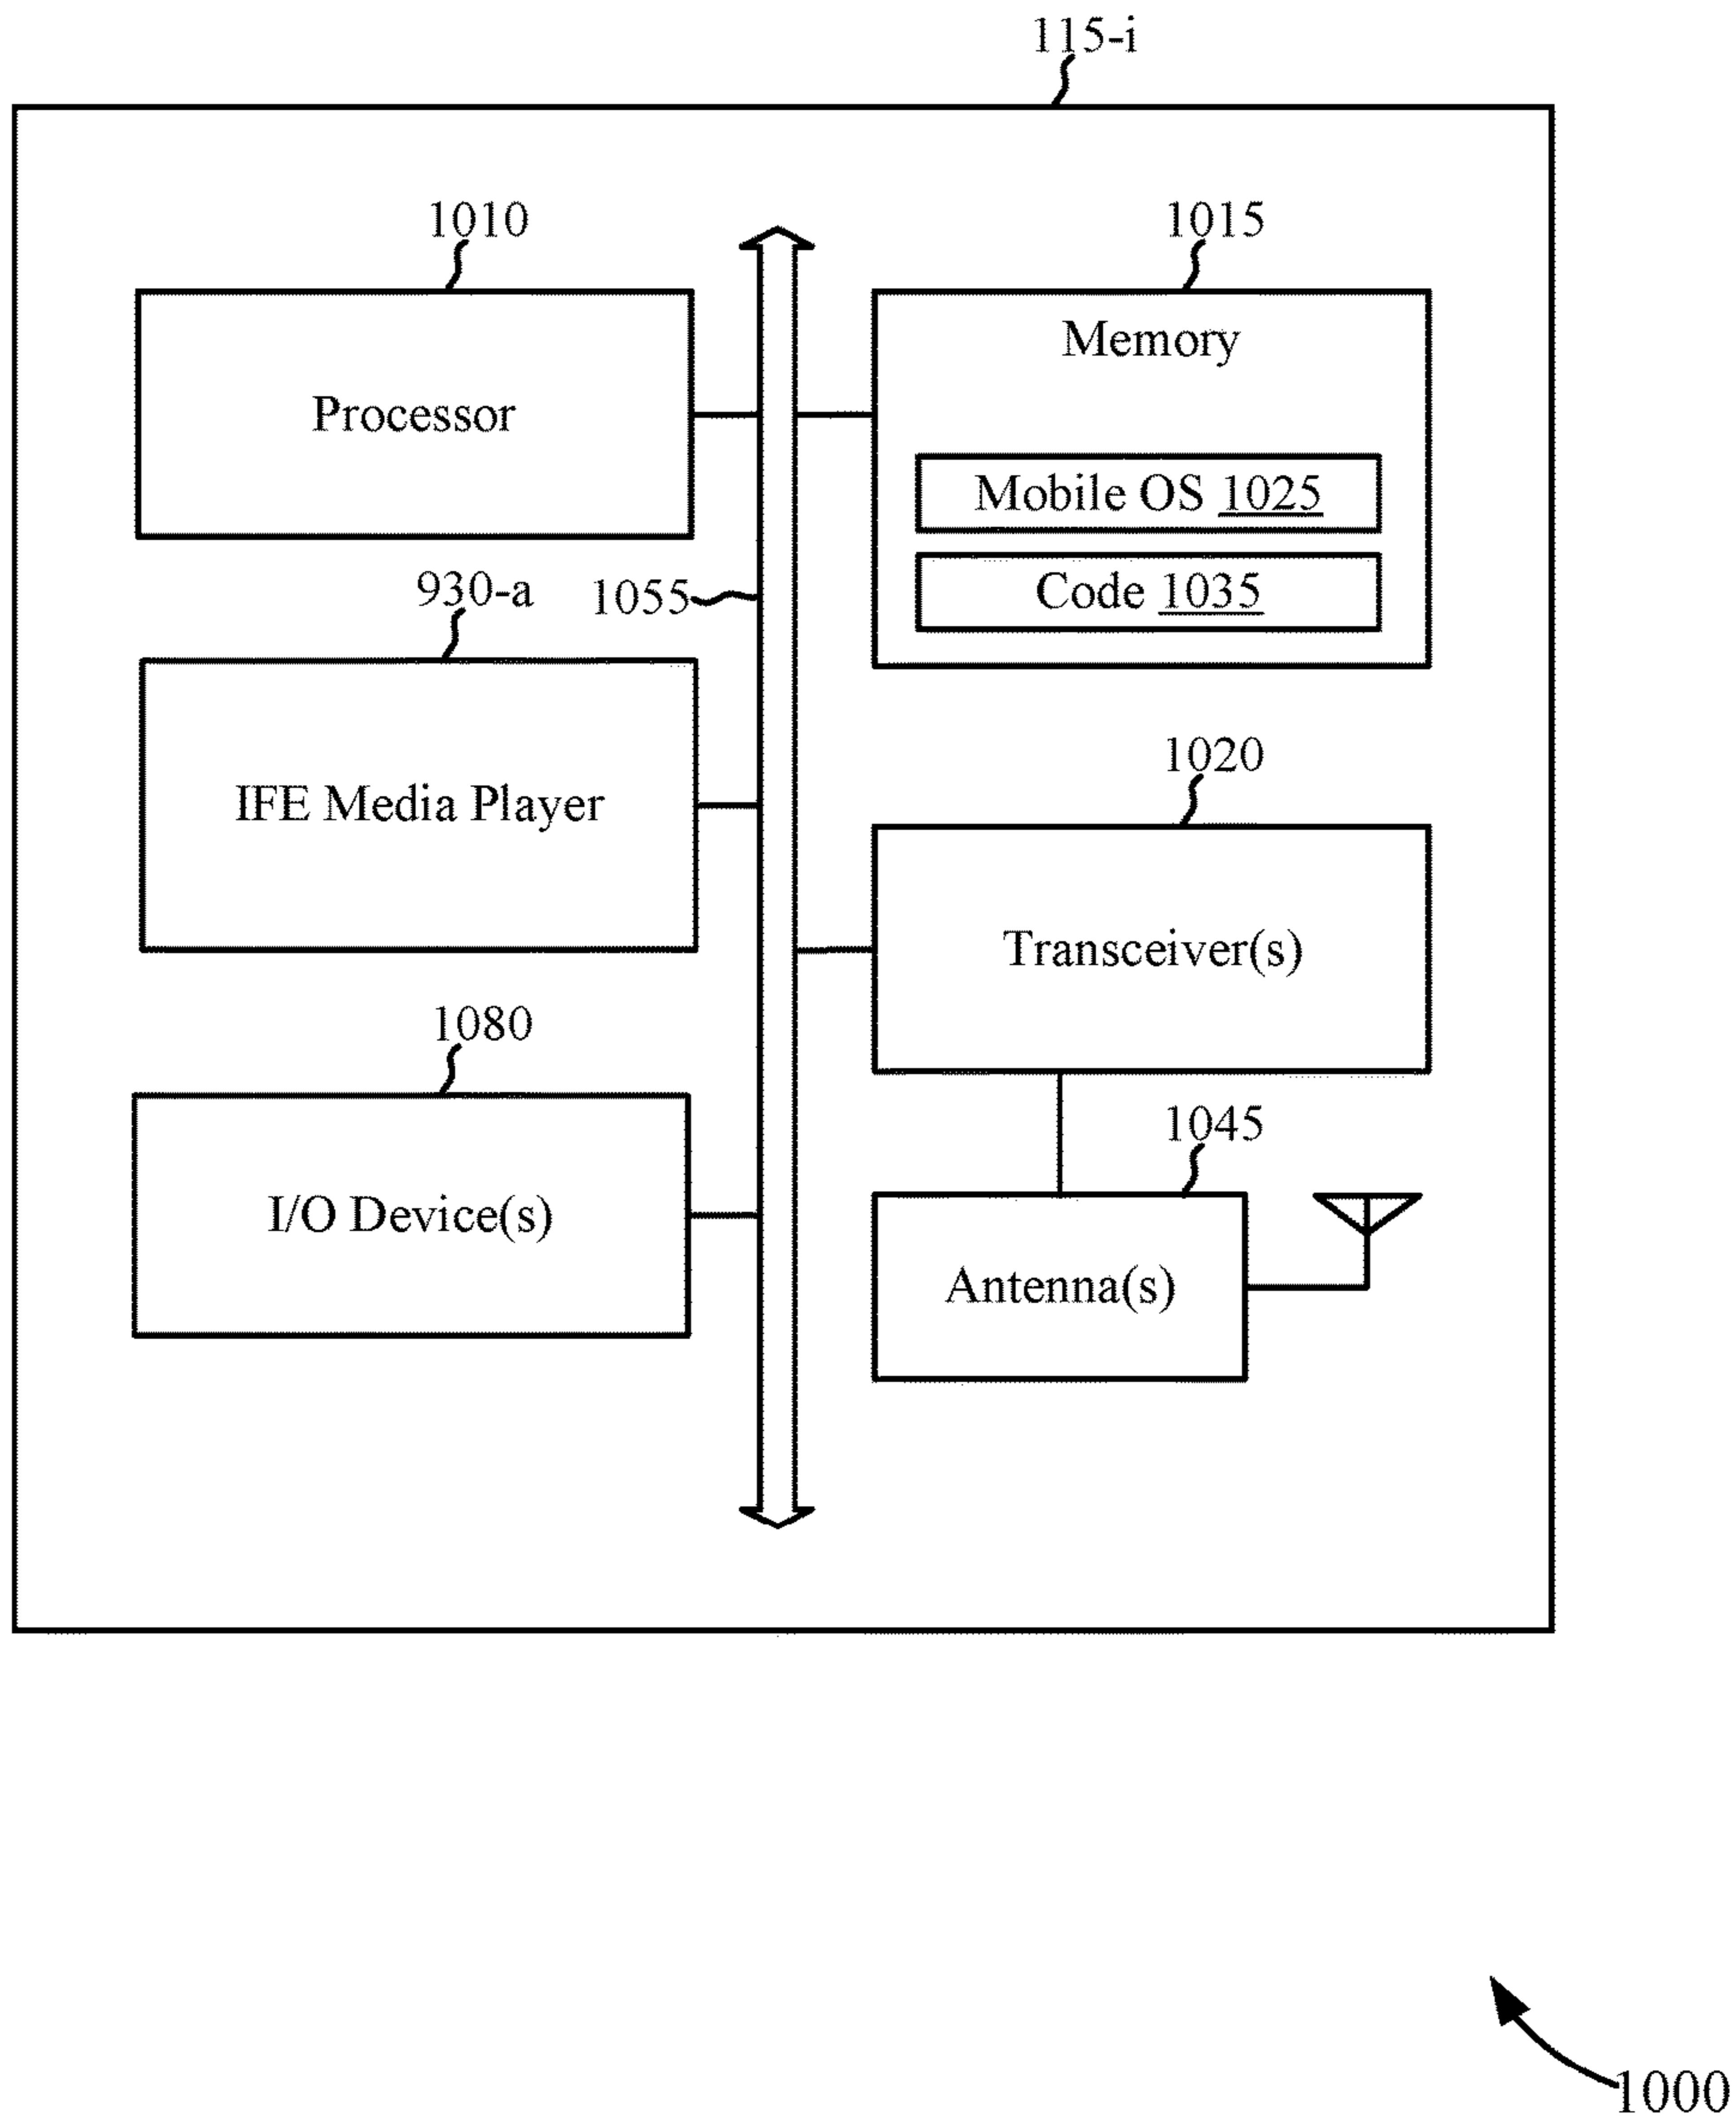 115-i
1010
1015
Processor
Memory
Mobile OS 1025
Code 1035
930-a
1055
IFE Media Player
1020
Transceiver(s)
1080
I/O Device(s)
1045
Antenna(s)
1000